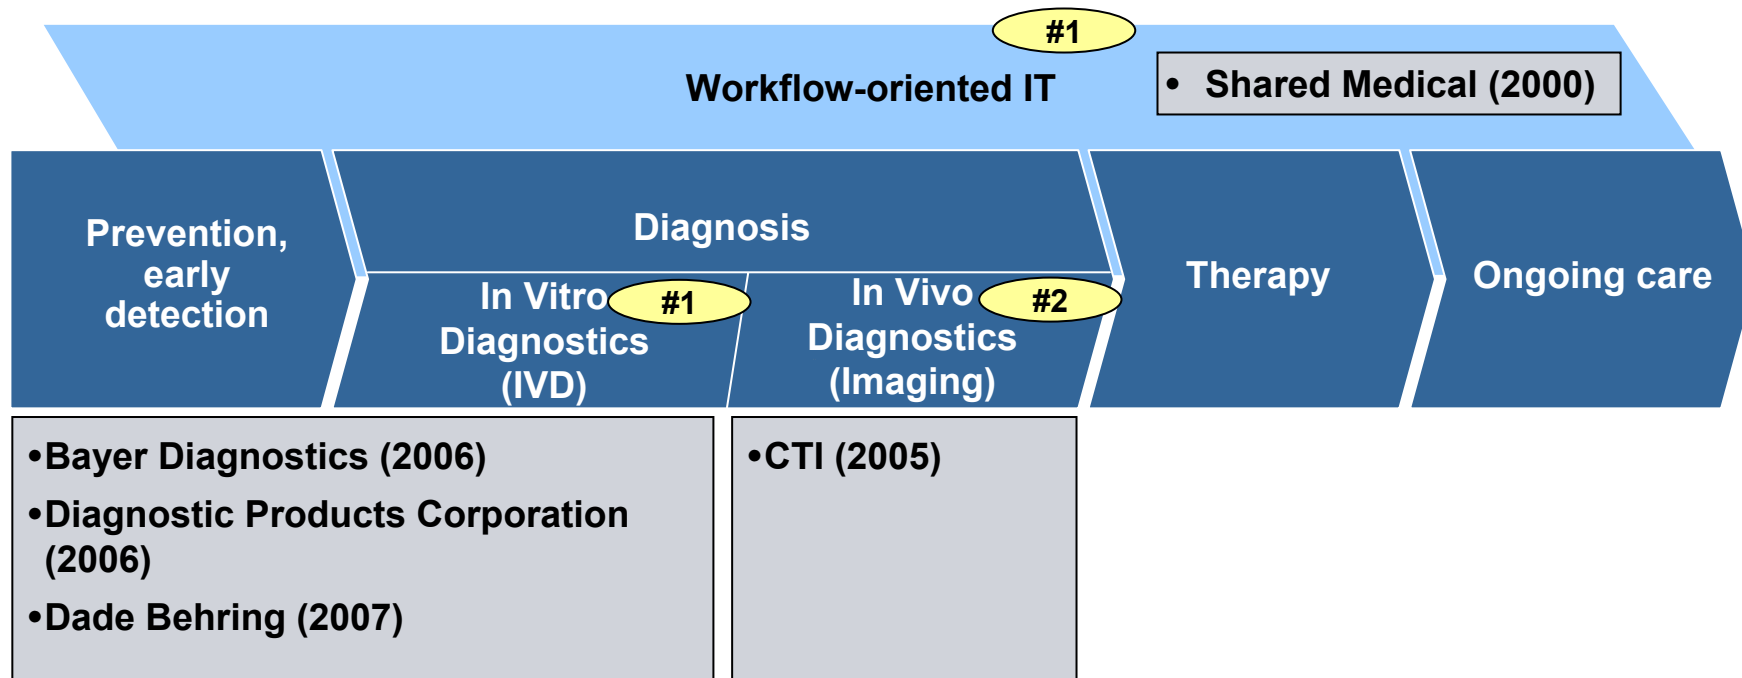 #1
Workflow-oriented IT
• Shared Medical (2000)
Prevention,
early
detection
Diagnosis
In Vitro
Diagnostics
(IVD)
#1
In Vivo
Diagnostics
(Imaging)
#2
Therapy
Ongoing care
•Bayer Diagnostics (2006)
•Diagnostic Products Corporation
(2006)
•Dade Behring (2007)
•CTI (2005)